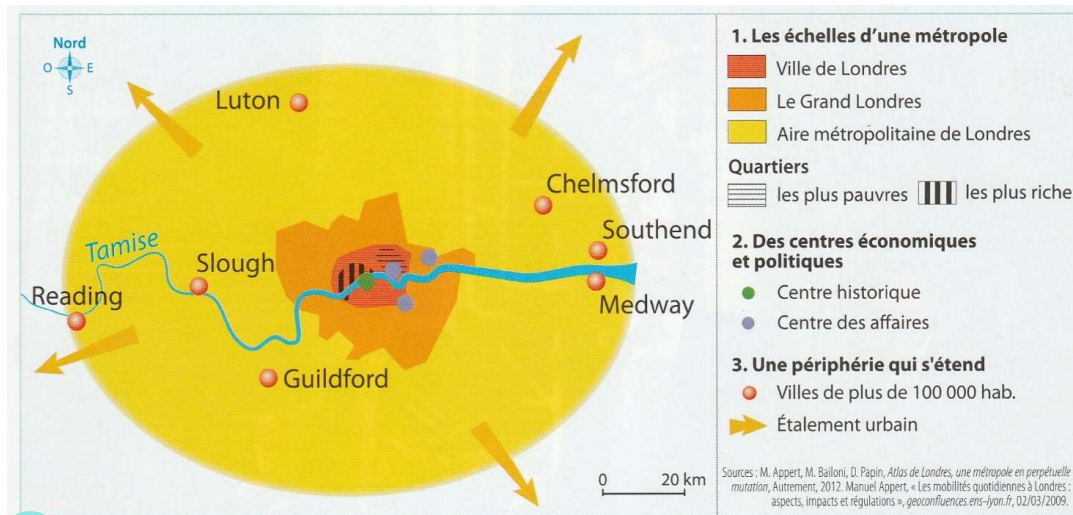 Nord
O E
S
Luton
Chelmsford
Southend
Tamise
Slough
Reading
Medway
Guildford
0 20 km
1. Les échelles d'une métropole
Ville de Londres
Le Grand Londres
Aire métropolitaine de Londres
Quartiers
les plus pauvres les plus riche
2. Des centres économiques
et politiques
Centre historique
Centre des affaires
3. Une périphérie qui s'étend
Villes de plus de 100 000 hab.
Étalement urbain
Sources : M. Appert, M. Bailoni, D. Papin, Atlas de Londres, une métropole en perpétuelle
mutation, Autrement, 2012. Manuel Appert, « Les mobilités quotidiennes à Londres :
aspects, impacts et régulations », geoconfluences.ens-lyon.fr, 02/03/2009.